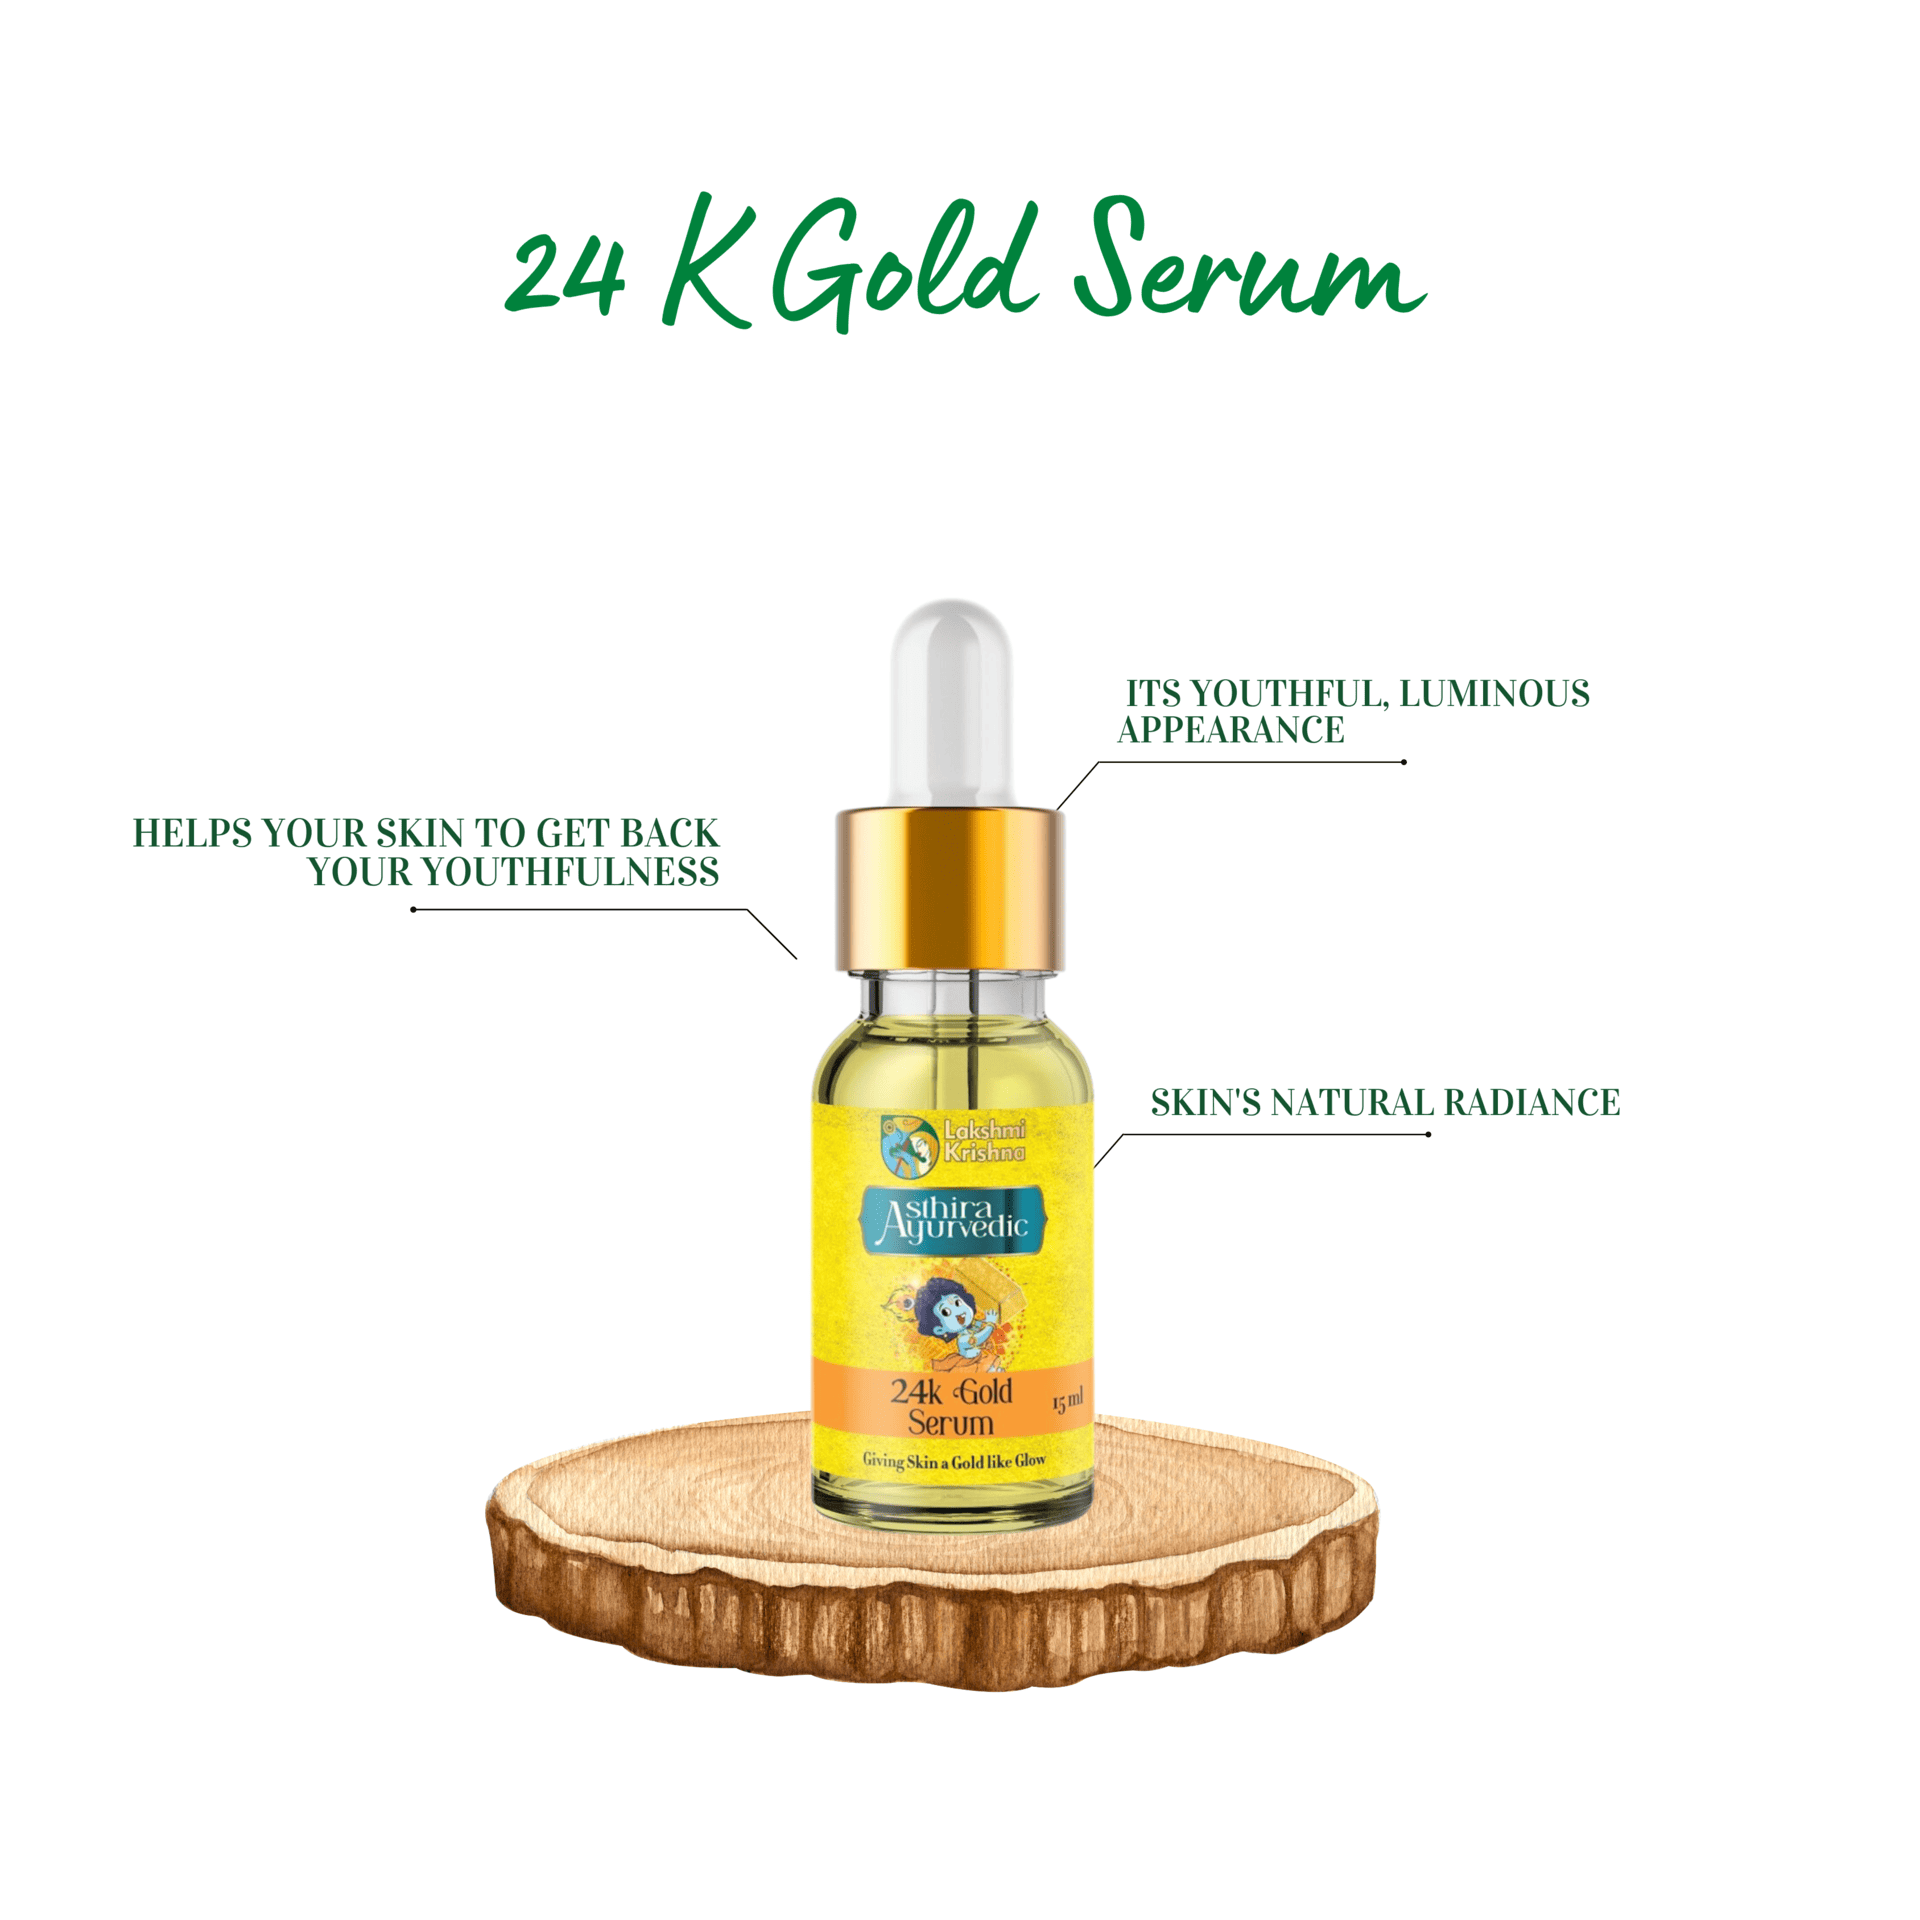 24 K Gold Serum
ITS YOUTHFUL, LUMINOUS
APPEARANCE
HELPS YOUR SKIN TO GET BACK
YOUR YOUTHFULNESS
SKIN'S NATURAL RADIANCE
Lakshmi
Krishna
Asthira
Ayurvedic
24k Gold
Serum
15 ml
Giving Skin a Gold like Glow